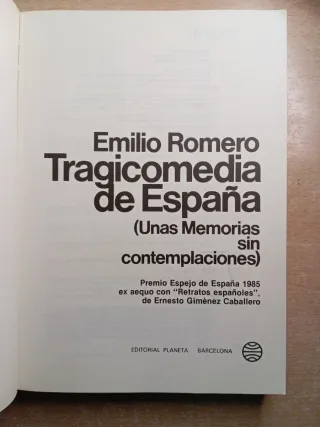 Emilio Romero
Tragicomedia
de España
(Unas Memorias
sin
contemplaciones)
Premio Espejo de España 1985
ex aequo con "Retratos españoles",
de Ernesto Giménez Caballero
EDITORIAL PLANETA BARCELONA